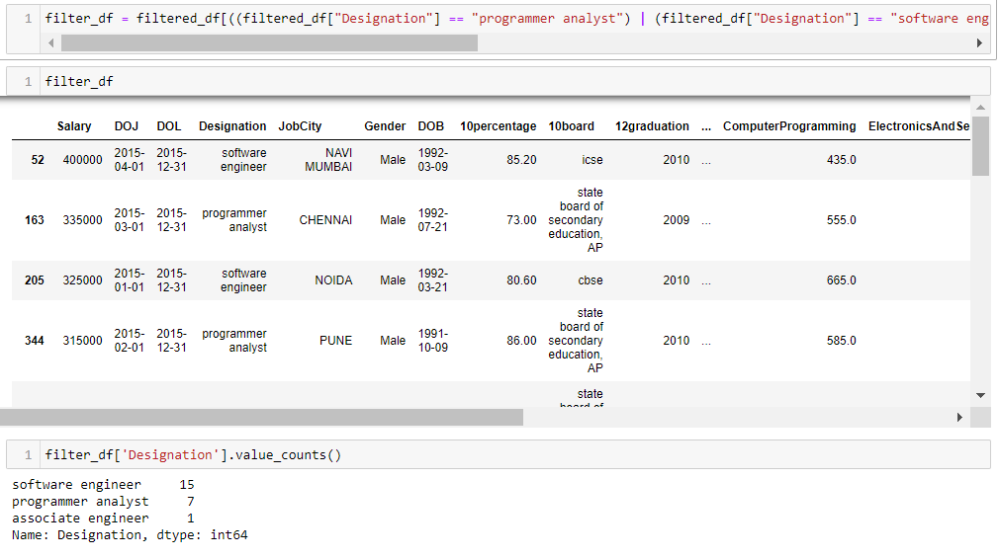 1 filter_df = filtered_df[((filtered_df["Designation"] == "programmer analyst") | (filtered_df["Designation"] == "software eng
1 filter_df
Salary DOJ DOL Designation JobCity Gender DOB 10percentage 10board 12graduation ... ComputerProgramming ElectronicsAndSe
52 400000 2015-04-01 2015-12-31 software engineer NAVI MUMBAI Male 1992-03-09 85.20 icse 2010 ... 435.0
163 335000 2015-03-01 2015-12-31 programmer analyst CHENNAI Male 1992-07-21 73.00 state board of secondary education, AP 2009 ... 555.0
205 325000 2015-01-01 2015-12-31 software engineer NOIDA Male 1992-03-21 80.60 cbse 2010 ... 665.0
344 315000 2015-02-01 2015-12-31 programmer analyst PUNE Male 1991-10-09 86.00 state board of secondary education, AP 2010 ... 585.0
state
board of
1 filter_df['Designation'].value_counts()
software engineer 15
programmer analyst 7
associate engineer 1
Name: Designation, dtype: int64